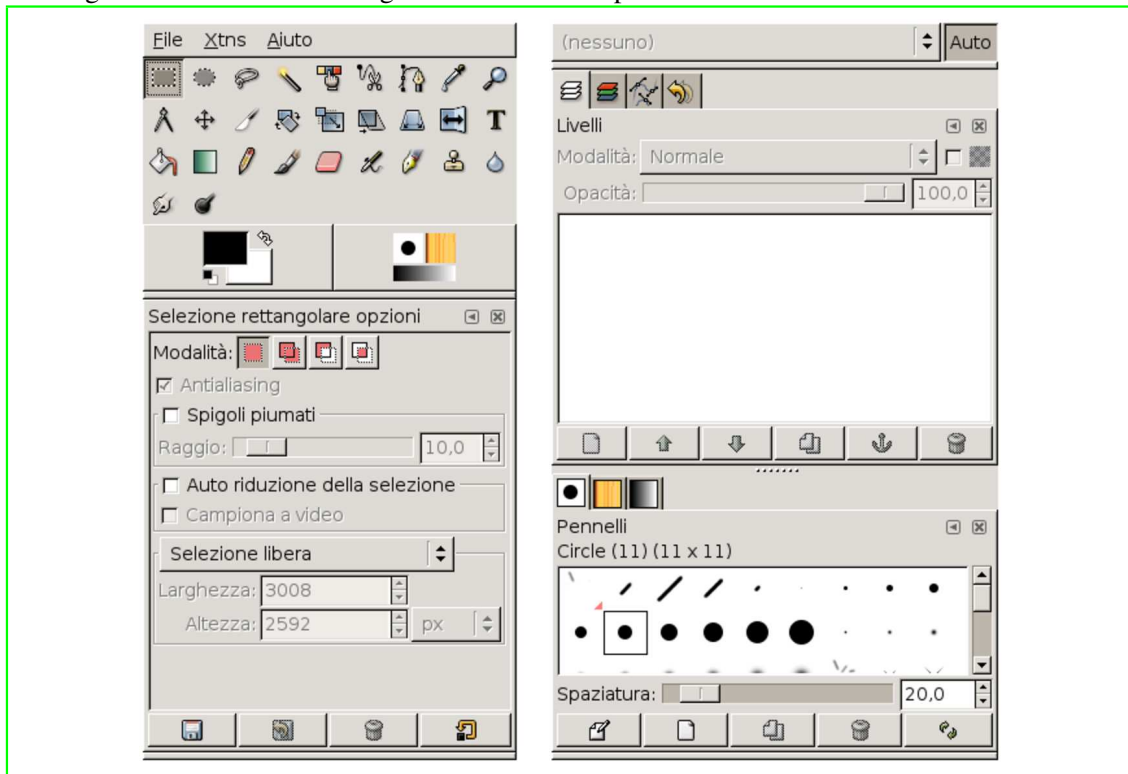 File Xtns Aiuto
Selezione rettangolare opzioni
Modalità:
Antialiasing
Spigoli piumati
Raggio: 10,0
Auto riduzione della selezione
Campiona a video
Selezione libera
Larghezza: 3008
Altezza: 2592 px
(nessuno) Auto
Livelli
Modalità: Normale
Opacità: 100,0
Pennelli
Circle (11) (11 x 11)
Spaziatura: 20,0